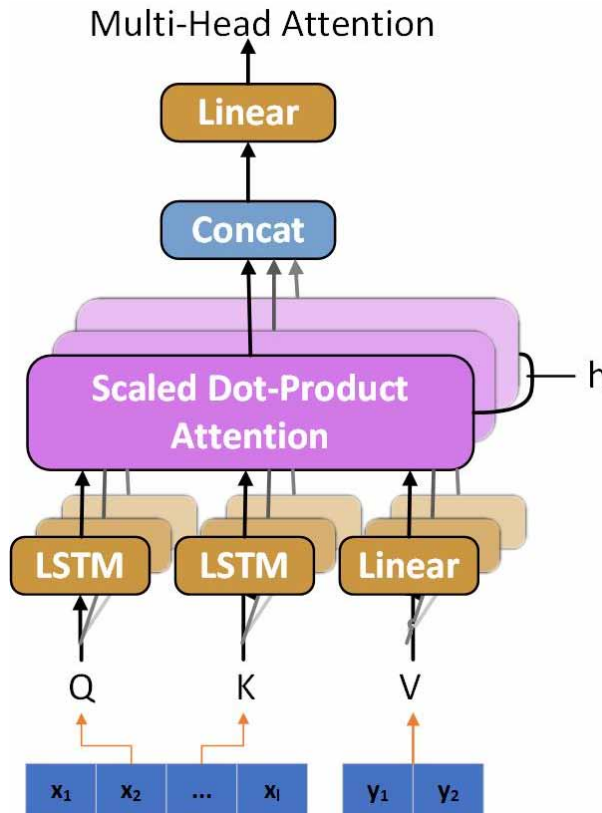 Multi-Head Attention
Linear
Concat
Scaled Dot-Product
Attention
h
LSTM LSTM Linear
Q K V
x₁ x₂ ... xₗ y₁ y₂